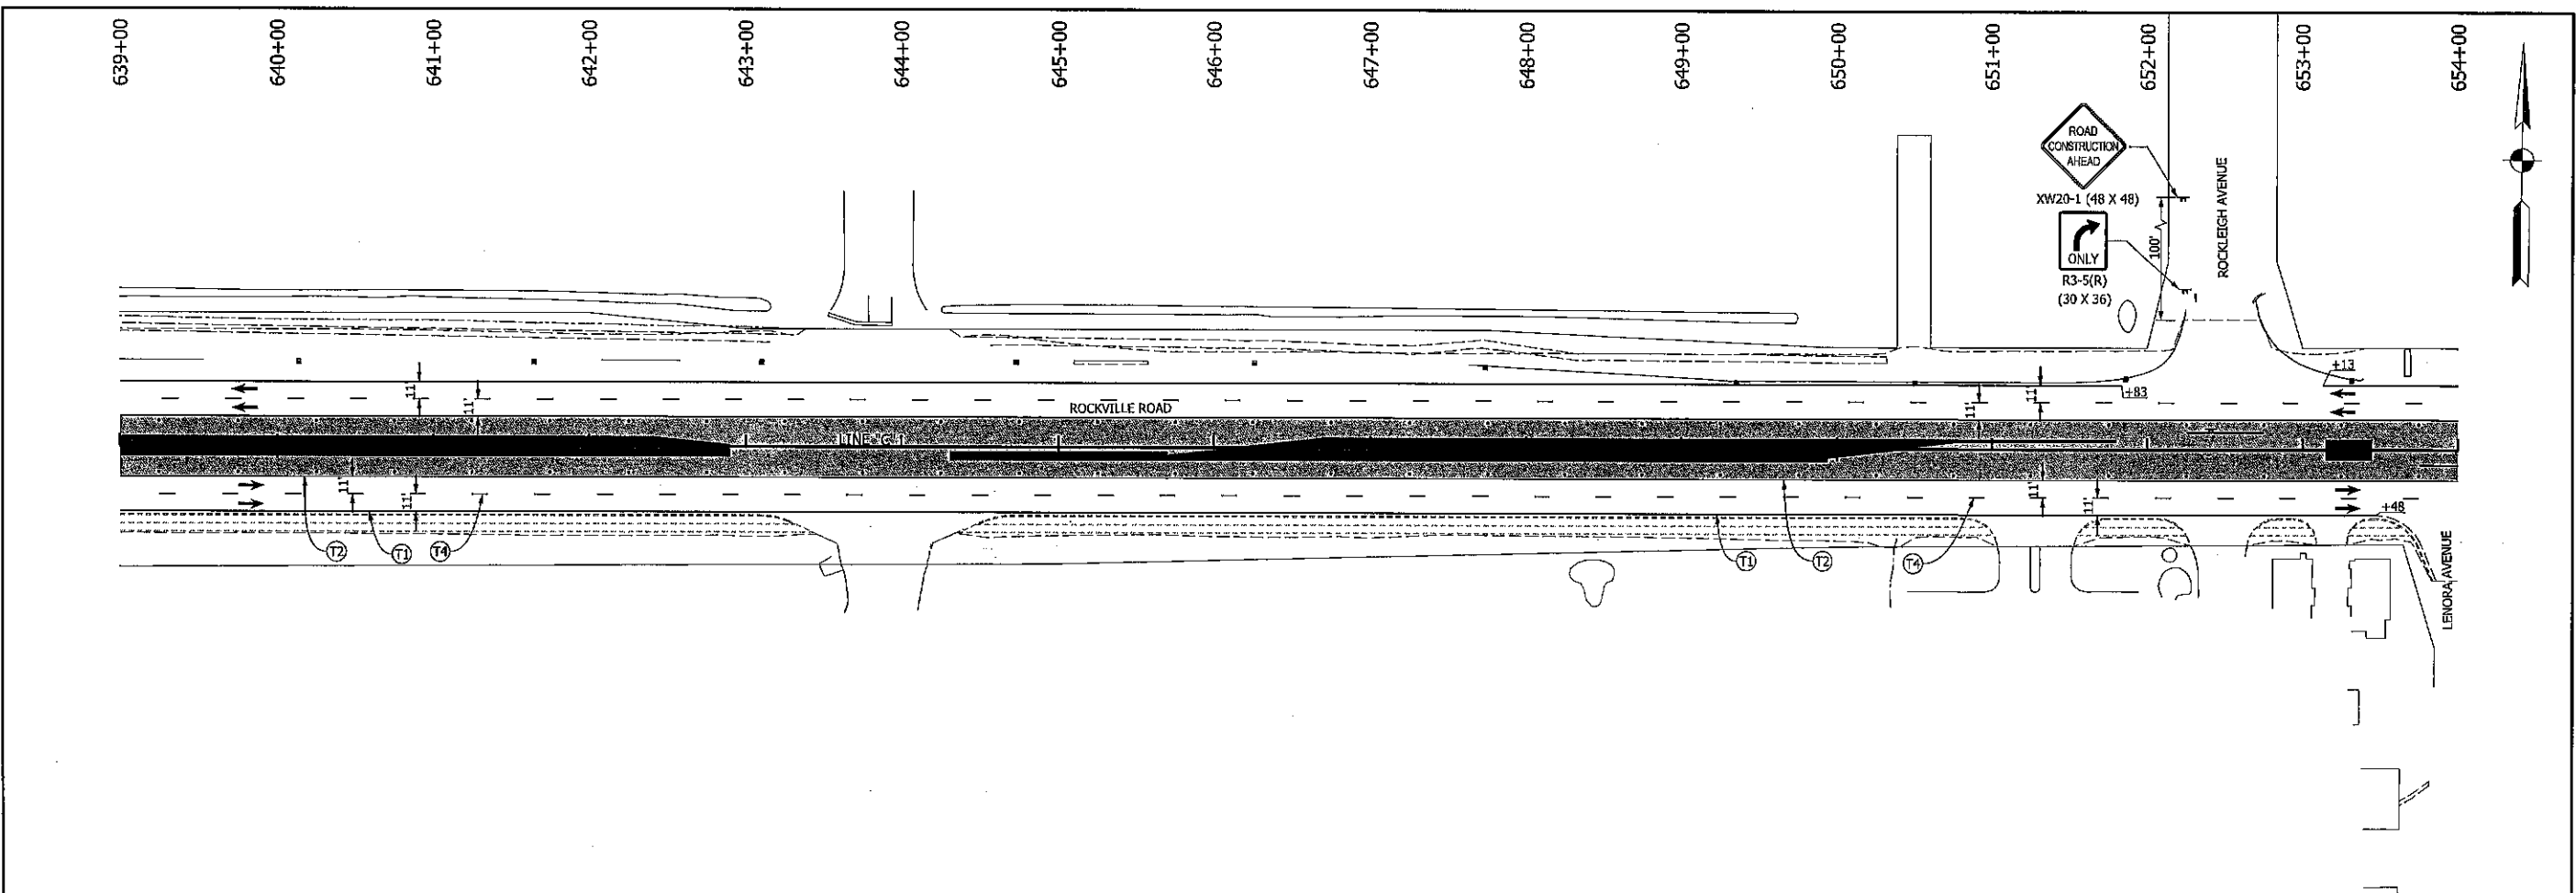 639+00
640+00
641+00
642+00
643+00
644+00
645+00
646+00
647+00
648+00
649+00
650+00
651+00
652+00
653+00
654+00
ROAD
CONSTRUCTION
AHEAD
XW20-1 (48 X 48)
ONLY
R3-5(R)
(30 X 36)
100'
ROCKLEIGH AVENUE
+13
+83
11'
11'
11'
11'
ROCKVILLE ROAD
LINE "C"
11'
11'
11'
11'
+48
T2
T1
T4
T1
T2
T4
LENORA AVENUE